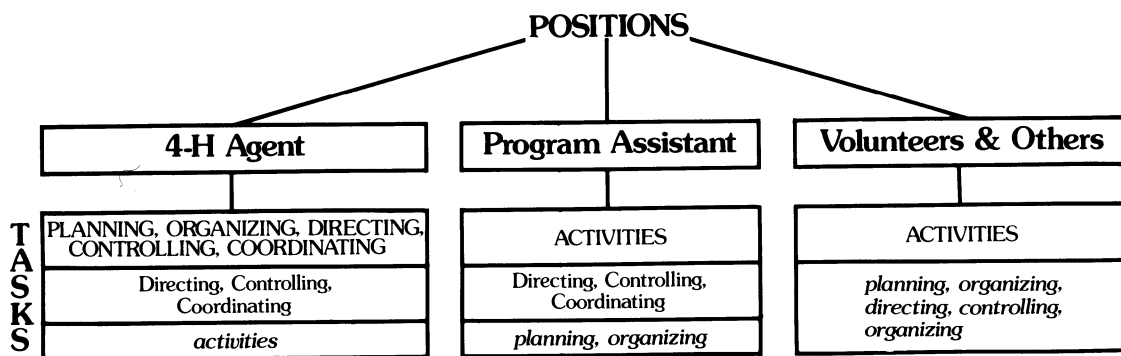 POSITIONS
4-H Agent
Program Assistant
Volunteers & Others
TASKS
PLANNING, ORGANIZING, DIRECTING,
CONTROLLING, COORDINATING
Directing, Controlling,
Coordinating
activities
ACTIVITIES
Directing, Controlling,
Coordinating
planning, organizing
ACTIVITIES
planning, organizing,
directing, controlling,
organizing